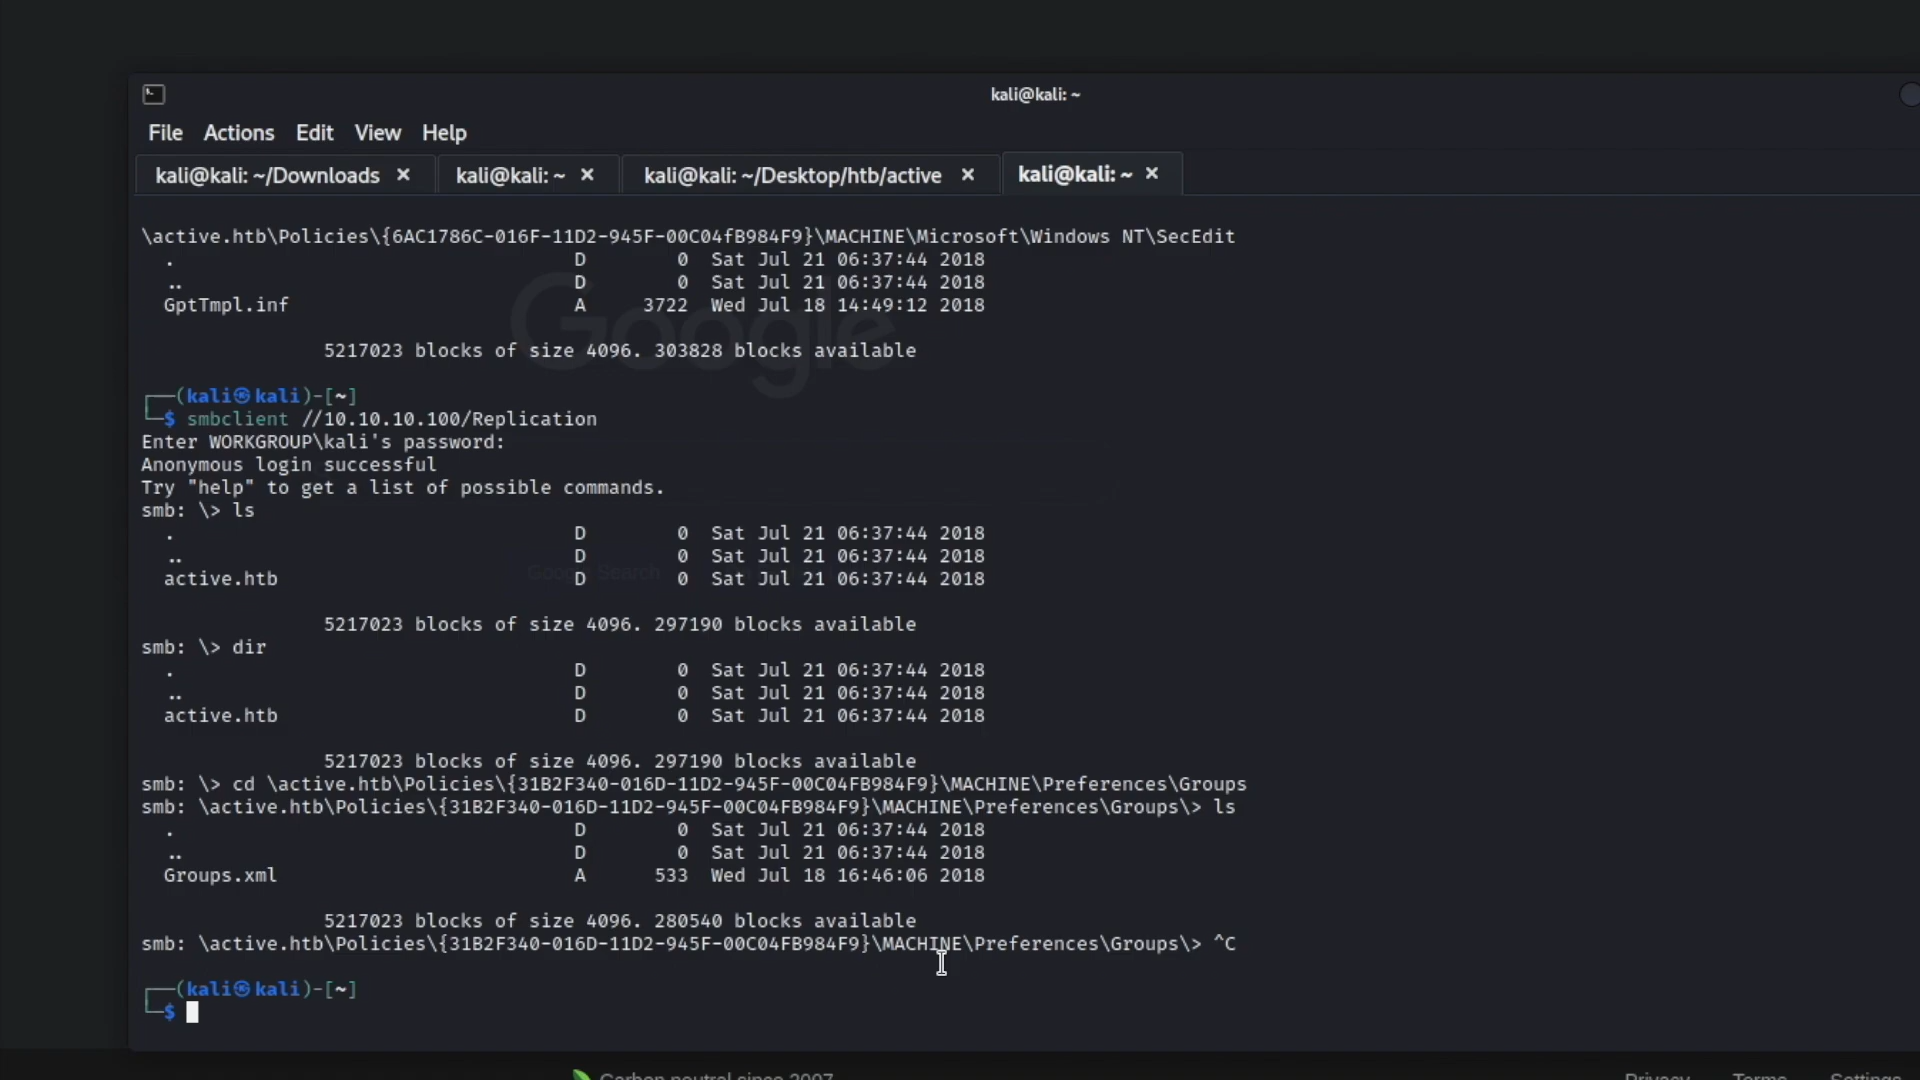 kali@kali: ~
File Actions Edit View Help
kali@kali: ~/Downloads × kali@kali: ~ × kali@kali: ~/Desktop/htb/active × kali@kali: ~ ×
\active.htb\Policies\{6AC1786C-016F-11D2-945F-00C04fB984F9}\MACHINE\Microsoft\Windows NT\SecEdit
. D 0 Sat Jul 21 06:37:44 2018
.. D 0 Sat Jul 21 06:37:44 2018
GptTmpl.inf A 3722 Wed Jul 18 14:49:12 2018
Google
5217023 blocks of size 4096. 303828 blocks available
┌──(kali㉿kali)-[~]
└─$ smbclient //10.10.10.100/Replication
Enter WORKGROUP\kali's password:
Anonymous login successful
Try "help" to get a list of possible commands.
smb: \> ls
. D 0 Sat Jul 21 06:37:44 2018
.. D 0 Sat Jul 21 06:37:44 2018
Google Search
active.htb D 0 Sat Jul 21 06:37:44 2018
5217023 blocks of size 4096. 297190 blocks available
smb: \> dir
. D 0 Sat Jul 21 06:37:44 2018
.. D 0 Sat Jul 21 06:37:44 2018
active.htb D 0 Sat Jul 21 06:37:44 2018
5217023 blocks of size 4096. 297190 blocks available
smb: \> cd \active.htb\Policies\{31B2F340-016D-11D2-945F-00C04FB984F9}\MACHINE\Preferences\Groups
smb: \active.htb\Policies\{31B2F340-016D-11D2-945F-00C04FB984F9}\MACHINE\Preferences\Groups\> ls
. D 0 Sat Jul 21 06:37:44 2018
.. D 0 Sat Jul 21 06:37:44 2018
Groups.xml A 533 Wed Jul 18 16:46:06 2018
5217023 blocks of size 4096. 280540 blocks available
smb: \active.htb\Policies\{31B2F340-016D-11D2-945F-00C04FB984F9}\MACHINE\Preferences\Groups\> ^C
┌──(kali㉿kali)-[~]
└─$
Carbon neutral since 2007 Privacy Terms Settings